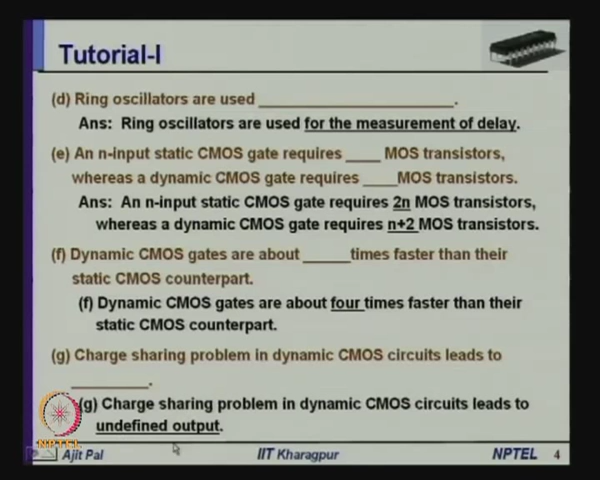 Tutorial-I
(d) Ring oscillators are used ______________________.
Ans: Ring oscillators are used for the measurement of delay.
(e) An n-input static CMOS gate requires ____ MOS transistors,
whereas a dynamic CMOS gate requires ____MOS transistors.
Ans: An n-input static CMOS gate requires 2n MOS transistors,
whereas a dynamic CMOS gate requires n+2 MOS transistors.
(f) Dynamic CMOS gates are about ______times faster than their
static CMOS counterpart.
(f) Dynamic CMOS gates are about four times faster than their
static CMOS counterpart.
(g) Charge sharing problem in dynamic CMOS circuits leads to
_________.
(g) Charge sharing problem in dynamic CMOS circuits leads to
undefined output.
NPTEL
Ajit Pal IIT Kharagpur NPTEL 4